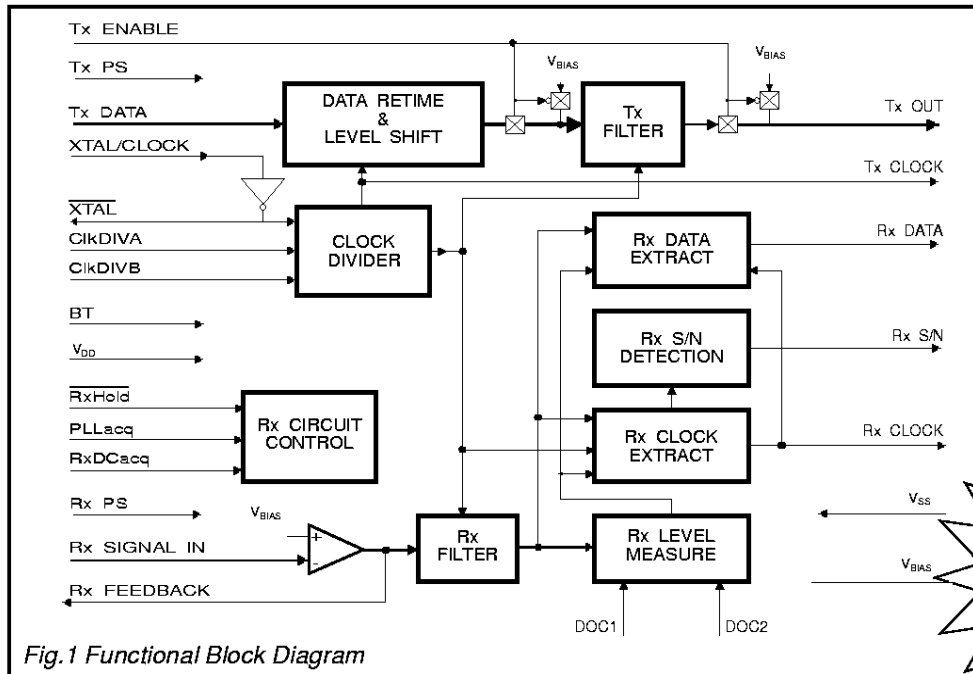 Tx ENABLE
Tx PS
Tx DATA
XTAL/CLOCK
XTAL
ClkDIVA
ClkDIVB
BT
VDD
RxHold
PLLacq
RxDCacq
Rx PS
Rx SIGNAL IN
Rx FEEDBACK
DATA RETIME
&
LEVEL SHIFT
VBIAS
Tx
FILTER
VBIAS
Tx OUT
Tx CLOCK
CLOCK
DIVIDER
Rx DATA
EXTRACT
Rx DATA
Rx S/N
DETECTION
Rx S/N
Rx CIRCUIT
CONTROL
Rx CLOCK
EXTRACT
Rx CLOCK
VBIAS
+
-
Rx
FILTER
Rx LEVEL
MEASURE
VSS
VBIAS
DOC1
DOC2
Fig.1 Functional Block Diagram